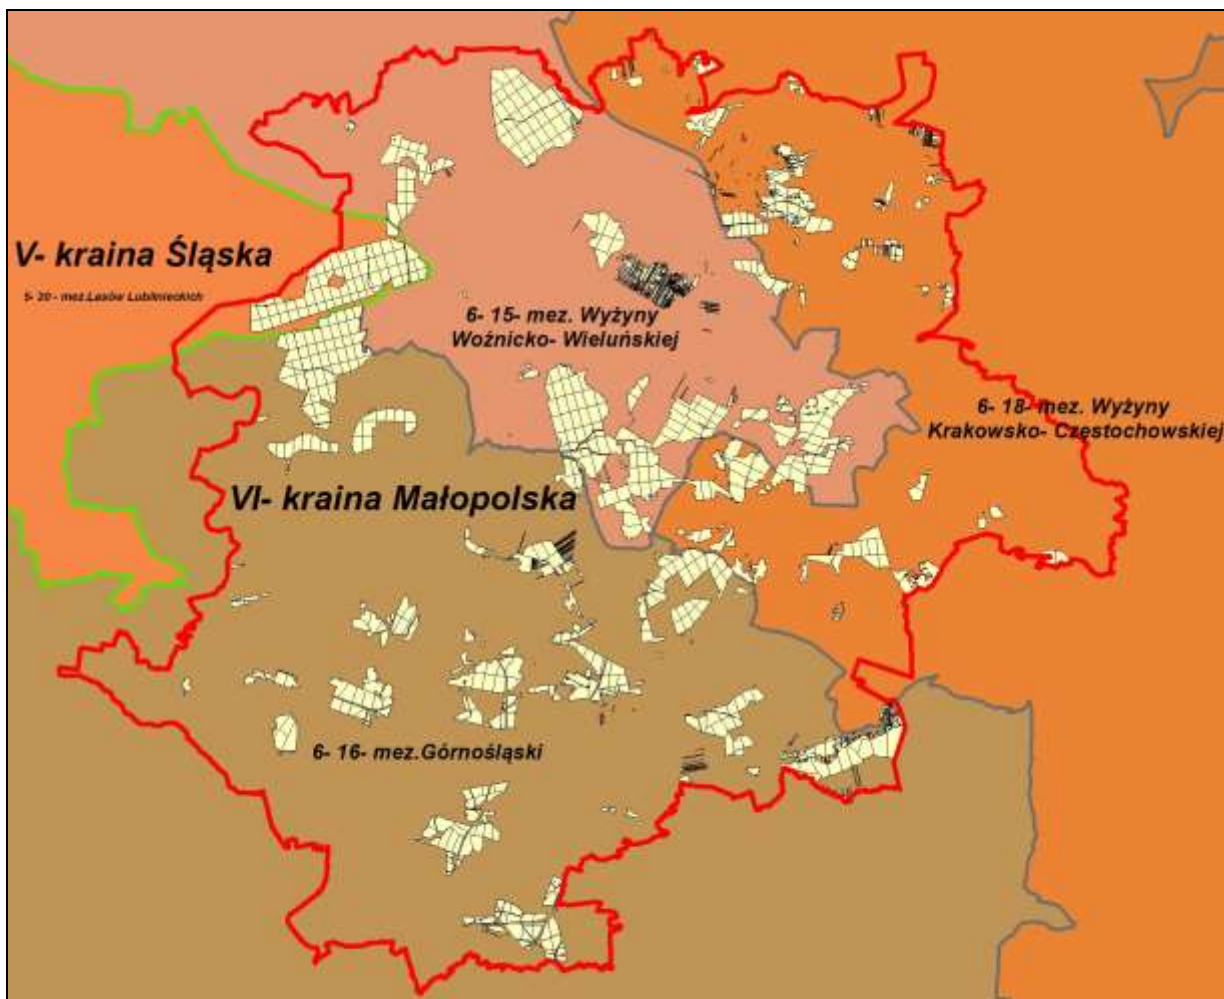 V- kraina Śląska
5- 20 - mez.Lasów Lublinieckich
6- 15- mez. Wyżyny
Woźnicko- Wieluńskiej
6- 18- mez. Wyżyny
Krakowsko- Częstochowskiej
VI- kraina Małopolska
6- 16- mez.Górnośląski